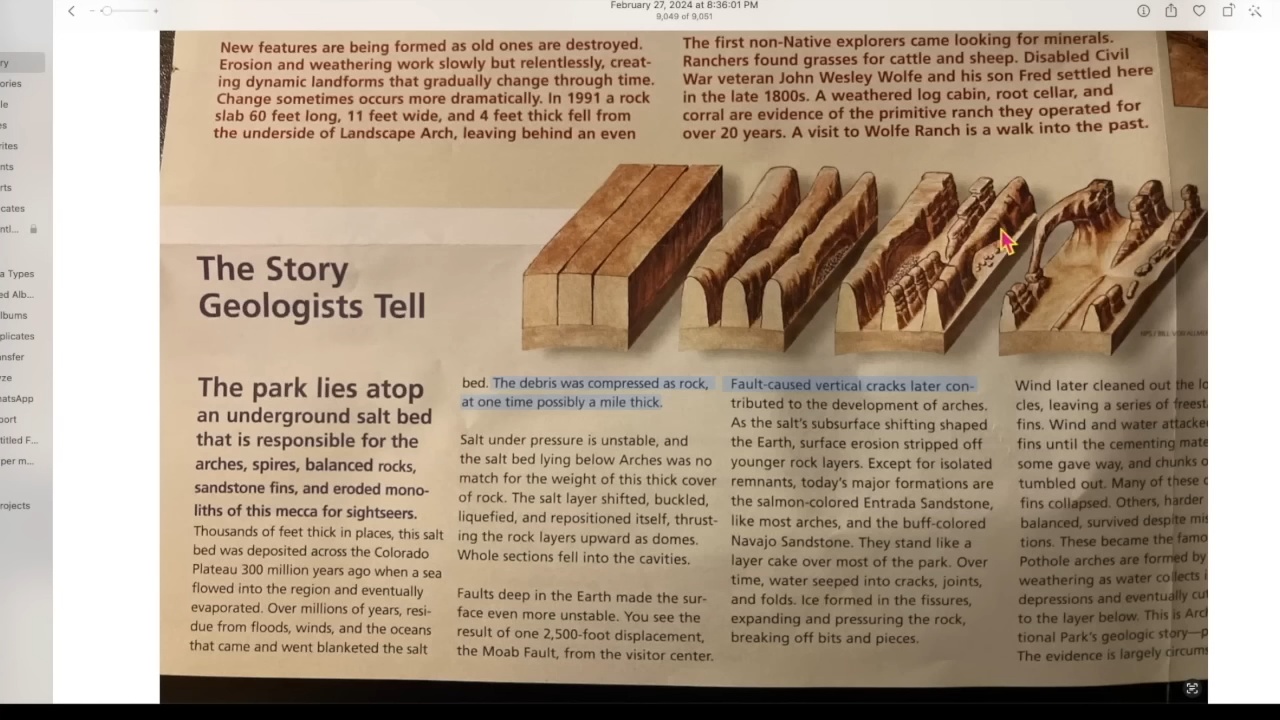 February 27, 2024 at 8:36:01 PM
9,049 of 9,051
New features are being formed as old ones are destroyed.
Erosion and weathering work slowly but relentlessly, creat-
ing dynamic landforms that gradually change through time.
Change sometimes occurs more dramatically. In 1991 a rock
slab 60 feet long, 11 feet wide, and 4 feet thick fell from
the underside of Landscape Arch, leaving behind an even
The first non-Native explorers came looking for minerals.
Ranchers found grasses for cattle and sheep. Disabled Civil
War veteran John Wesley Wolfe and his son Fred settled here
in the late 1800s. A weathered log cabin, root cellar, and
corral are evidence of the primitive ranch they operated for
over 20 years. A visit to Wolfe Ranch is a walk into the past.
The Story
Geologists Tell
The park lies atop
an underground salt bed
that is responsible for the
arches, spires, balanced rocks,
sandstone fins, and eroded mono-
liths of this mecca for sightseers.
Thousands of feet thick in places, this salt
bed was deposited across the Colorado
Plateau 300 million years ago when a sea
flowed into the region and eventually
evaporated. Over millions of years, resi-
due from floods, winds, and the oceans
that came and went blanketed the salt
bed. The debris was compressed as rock,
at one time possibly a mile thick.
Salt under pressure is unstable, and
the salt bed lying below Arches was no
match for the weight of this thick cover
of rock. The salt layer shifted, buckled,
liquefied, and repositioned itself, thrust-
ing the rock layers upward as domes.
Whole sections fell into the cavities.
Faults deep in the Earth made the sur-
face even more unstable. You see the
result of one 2,500-foot displacement,
the Moab Fault, from the visitor center.
Fault-caused vertical cracks later con-
tributed to the development of arches.
As the salt's subsurface shifting shaped
the Earth, surface erosion stripped off
younger rock layers. Except for isolated
remnants, today's major formations are
the salmon-colored Entrada Sandstone,
like most arches, and the buff-colored
Navajo Sandstone. They stand like a
layer cake over most of the park. Over
time, water seeped into cracks, joints,
and folds. Ice formed in the fissures,
expanding and pressuring the rock,
breaking off bits and pieces.
Wind later cleaned out the lo
cles, leaving a series of freest
fins. Wind and water attacke
fins until the cementing mate
some gave way, and chunks o
tumbled out. Many of these
fins collapsed. Others, harder
balanced, survived despite mis
tions. These became the famo
Pothole arches are formed by
weathering as water collects i
depressions and eventually cut
to the layer below. This is Arc
tional Park's geologic story—p
The evidence is largely circums